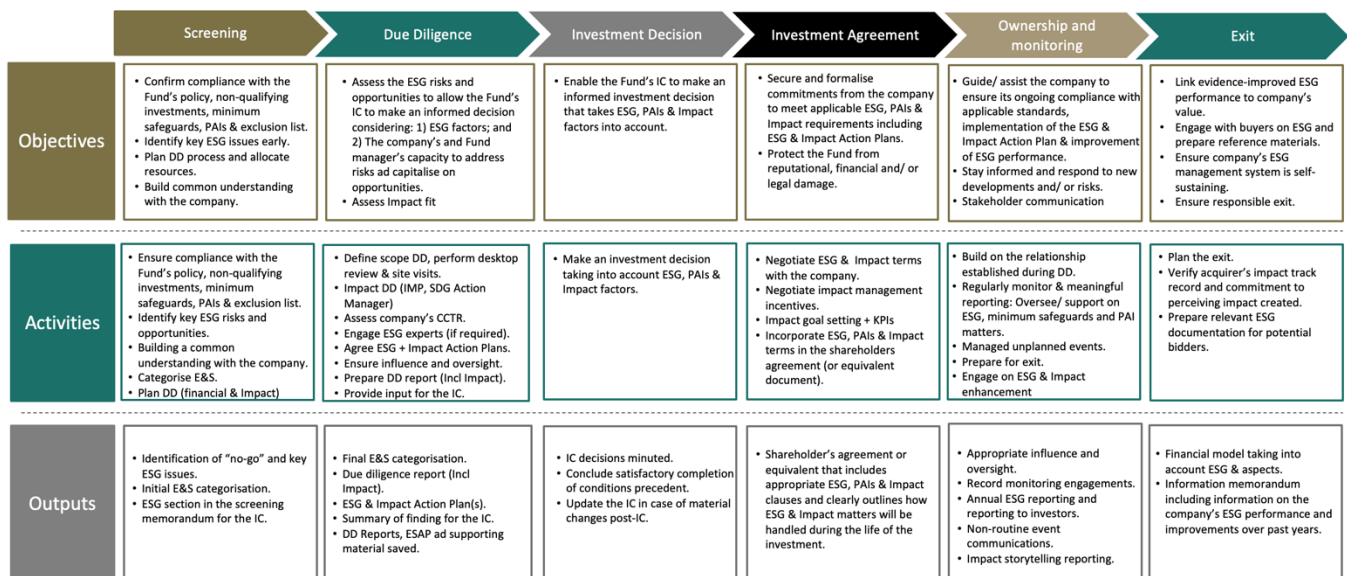 Screening
Due Diligence
Investment Decision
Investment Agreement
Ownership and
monitoring
Exit
Objectives
• Confirm compliance with the
Fund's policy, non-qualifying
investments, minimum
safeguards, PAIs & exclusion list.
• Identify key ESG issues early.
• Plan DD process and allocate
resources.
• Build common understanding
with the company.
• Assess the ESG risks and
opportunities to allow the Fund's
IC to make an informed decision
considering: 1) ESG factors; and
2) The company's and Fund
manager's capacity to address
risks ad capitalise on
opportunities.
• Assess Impact fit
• Enable the Fund's IC to make an
informed investment decision
that takes ESG, PAIs & Impact
factors into account.
• Secure and formalise
commitments from the company
to meet applicable ESG, PAIs &
Impact requirements including
ESG & Impact Action Plans.
• Protect the Fund from
reputational, financial and/ or
legal damage.
• Guide/ assist the company to
ensure its ongoing compliance with
applicable standards,
implementation of the ESG &
Impact Action Plan & improvement
of ESG performance.
• Stay informed and respond to new
developments and/ or risks.
• Stakeholder communication
• Link evidence-improved ESG
performance to company's
value.
• Engage with buyers on ESG and
prepare reference materials.
• Ensure company's ESG
management system is self-
sustaining.
• Ensure responsible exit.
Activities
• Ensure compliance with the
Fund's policy, non-qualifying
investments, minimum
safeguards, PAIs & exclusion list.
• Identify key ESG risks and
opportunities.
• Building a common
understanding with the company.
• Categorise E&S.
• Plan DD (financial & Impact)
• Define scope DD, perform desktop
review & site visits.
• Impact DD (IMP, SDG Action
Manager)
• Assess company's CCTR.
• Engage ESG experts (if required).
• Agree ESG + Impact Action Plans.
• Ensure influence and oversight.
• Prepare DD report (Incl Impact).
• Provide input for the IC.
• Make an investment decision
taking into account ESG, PAIs &
Impact factors.
• Negotiate ESG & Impact terms
with the company.
• Negotiate impact management
incentives.
• Impact goal setting + KPIs
• Incorporate ESG, PAIs & Impact
terms in the shareholders
agreement (or equivalent
document).
• Build on the relationship
established during DD.
• Regularly monitor & meaningful
reporting: Oversee/ support on
ESG, minimum safeguards and PAI
matters.
• Managed unplanned events.
• Prepare for exit.
• Engage on ESG & Impact
enhancement
• Plan the exit.
• Verify acquirer's impact track
record and commitment to
perceiving impact created.
• Prepare relevant ESG
documentation for potential
bidders.
Outputs
• Identification of "no-go" and key
ESG issues.
• Initial E&S categorisation.
• ESG section in the screening
memorandum for the IC.
• Final E&S categorisation.
• Due diligence report (Incl
Impact).
• ESG & Impact Action Plan(s).
• Summary of finding for the IC.
• DD Reports, ESAP ad supporting
material saved.
• IC decisions minuted.
• Conclude satisfactory completion
of conditions precedent.
• Update the IC in case of material
changes post-IC.
• Shareholder's agreement or
equivalent that includes
appropriate ESG, PAIs & Impact
clauses and clearly outlines how
ESG & Impact matters will be
handled during the life of the
investment.
• Appropriate influence and
oversight.
• Record monitoring engagements.
• Annual ESG reporting and
reporting to investors.
• Non-routine event
communications.
• Impact storytelling reporting.
• Financial model taking into
account ESG & aspects.
• Information memorandum
including information on the
company's ESG performance and
improvements over past years.